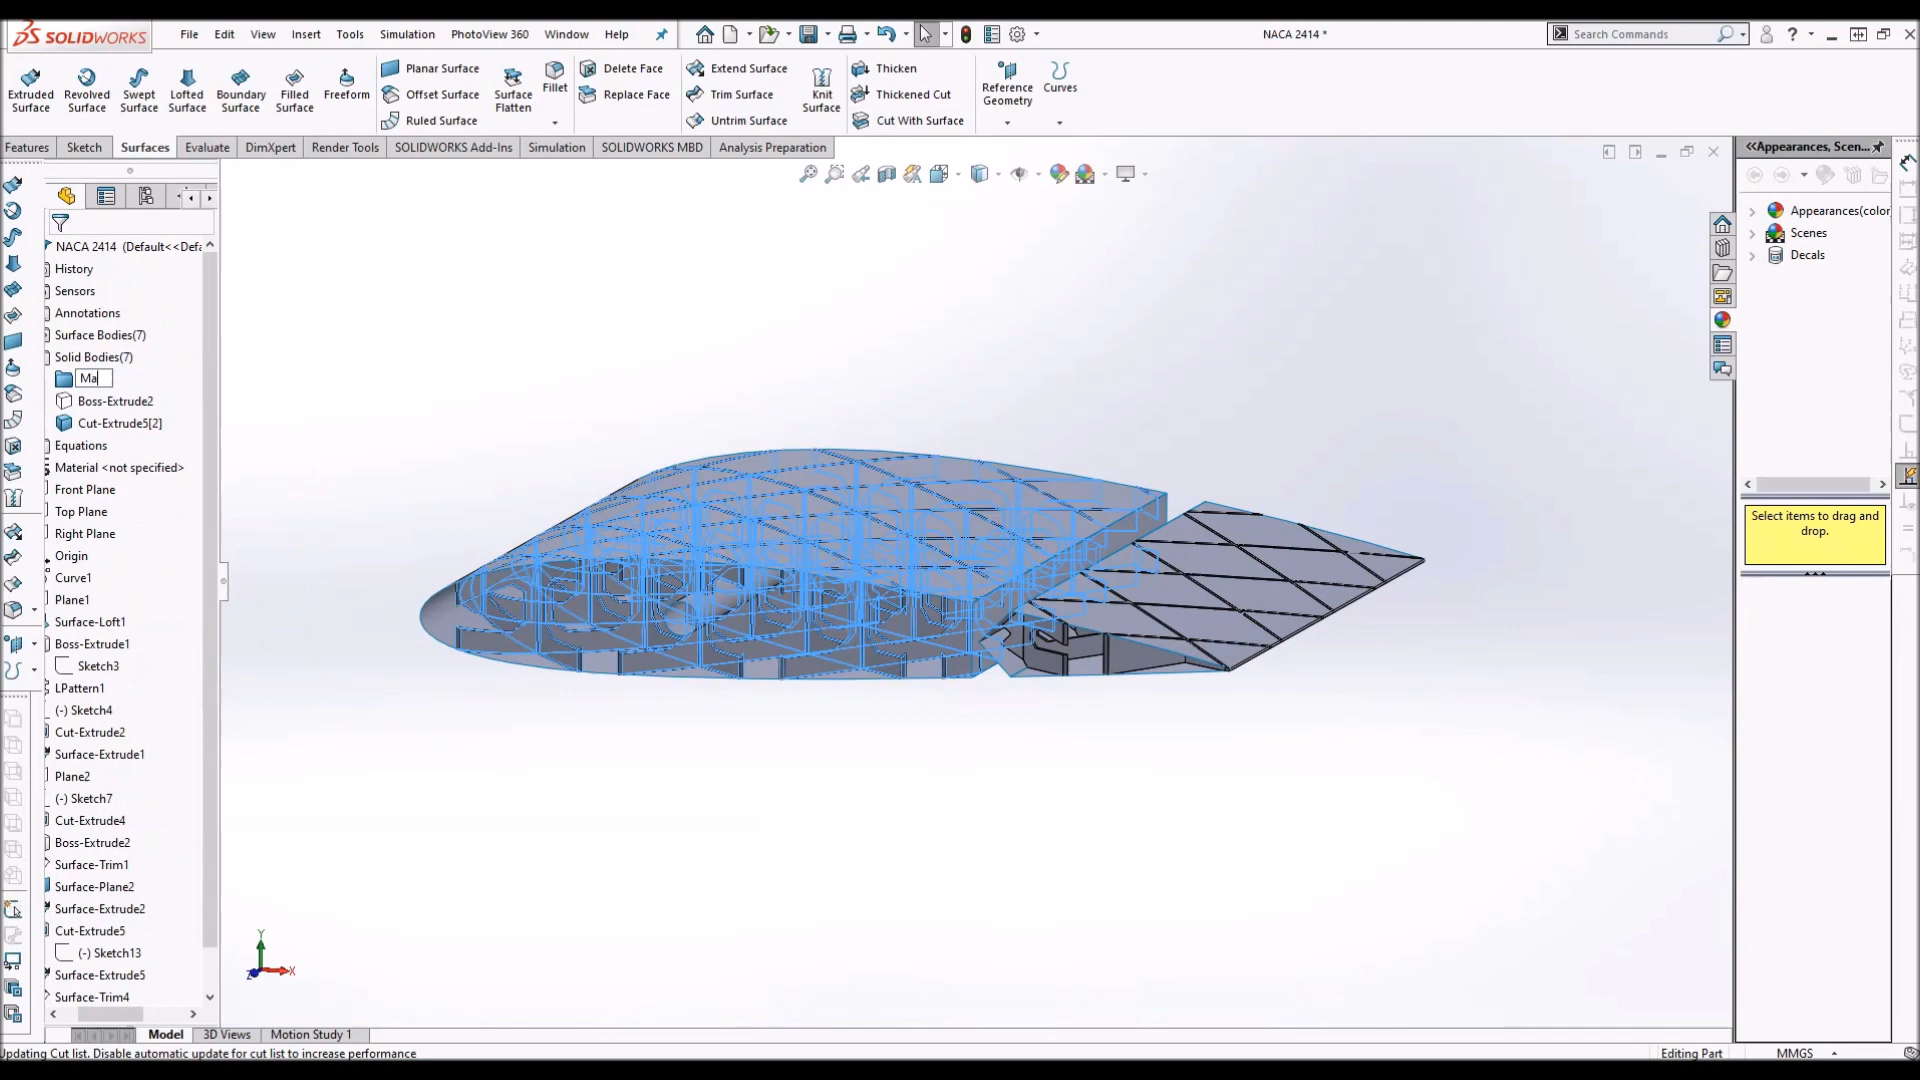 SOLIDWORKS File Edit View Insert Tools Simulation PhotoView 360 Window Help NACA 2414 * Search Commands
Extruded Surface
Revolved Surface
Swept Surface
Lofted Surface
Boundary Surface
Filled Surface
Freeform
Planar Surface
Offset Surface
Ruled Surface
Surface Flatten
Fillet
Delete Face
Replace Face
Extend Surface
Trim Surface
Untrim Surface
Knit Surface
Thicken
Thickened Cut
Cut With Surface
Reference Geometry
Curves
Features Sketch Surfaces Evaluate DimXpert Render Tools SOLIDWORKS Add-Ins Simulation SOLIDWORKS MBD Analysis Preparation
NACA 2414 (Default<<Defa
History
Sensors
Annotations
Surface Bodies(7)
Solid Bodies(7)
Ma
Boss-Extrude2
Cut-Extrude5[2]
Equations
Material <not specified>
Front Plane
Top Plane
Right Plane
Origin
Curve1
Plane1
Surface-Loft1
Boss-Extrude1
Sketch3
LPattern1
(-) Sketch4
Cut-Extrude2
Surface-Extrude1
Plane2
(-) Sketch7
Cut-Extrude4
Boss-Extrude2
Surface-Trim1
Surface-Plane2
Surface-Extrude2
Cut-Extrude5
(-) Sketch13
Surface-Extrude5
Surface-Trim4
Y
X
Z
<<Appearances, Scen...
Appearances(color
Scenes
Decals
Select items to drag and
drop.
Model 3D Views Motion Study 1
Updating Cut list. Disable automatic update for cut list to increase performance
Editing Part MMGS